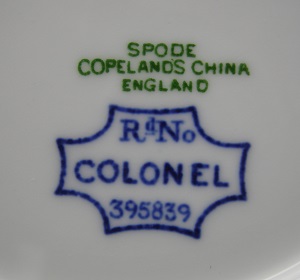 SPODE
COPELANDS CHINA
ENGLAND
RdNo
COLONEL
395839